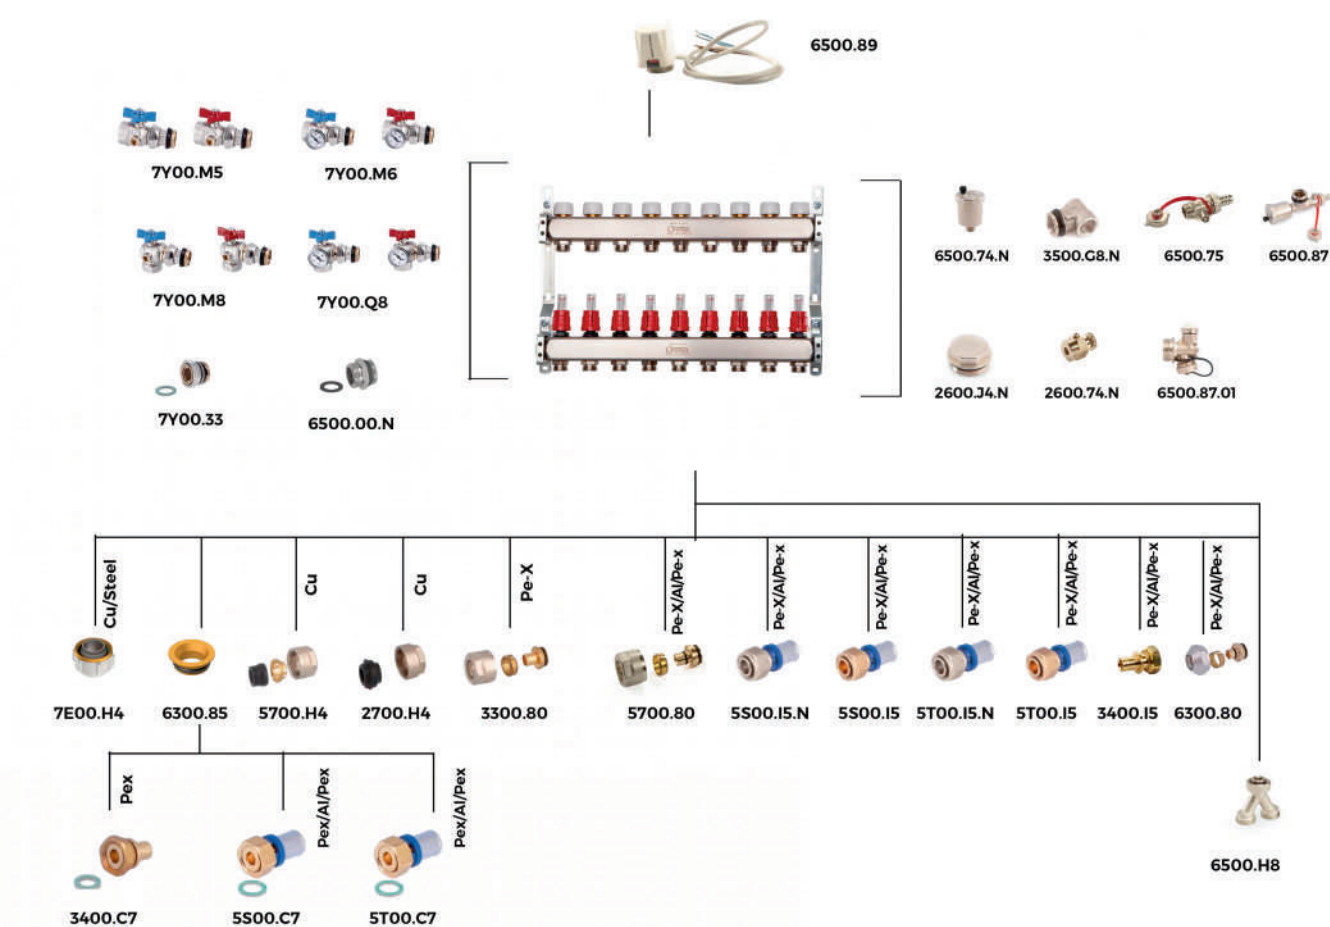 6500.89
7Y00.M5
7Y00.M6
7Y00.M8
7Y00.Q8
7Y00.33
6500.00.N
6500.74.N
3500.G8.N
6500.75
6500.87
2600.J4.N
2600.74.N
6500.87.01
Cu/Steel
Cu
Cu
Pe-X
Pe-X/Al/Pe-x
Pe-X/Al/Pe-x
Pe-X/Al/Pe-x
Pe-X/Al/Pe-x
Pe-X/Al/Pe-x
Pe-X/Al/Pe-x
Pe-X/Al/Pe-x
7E00.H4
6300.85
5700.H4
2700.H4
3300.80
5700.80
5S00.I5.N
5S00.I5
5T00.I5.N
5T00.I5
3400.I5
6300.80
Pex
Pex/Al/Pex
Pex/Al/Pex
3400.C7
5S00.C7
5T00.C7
6500.H8